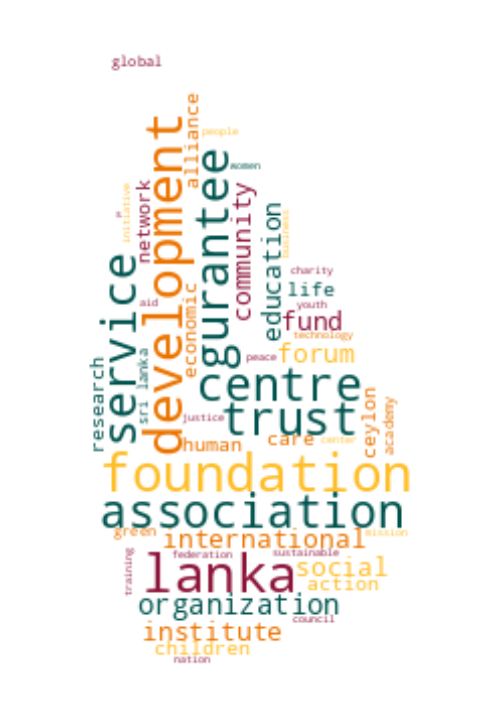 global
alliance
people
development
gurantee
women
network
initiative
community
education
business
service
charity
life
aid
economic
youth
fund
technology
research
sri lanka
peace
forum
centre
justice
trust
ceylon
academy
human
care
center
foundation
association
green
international
mission
training
federation
sustainable
lanka
social
action
organization
council
institute
children
nation